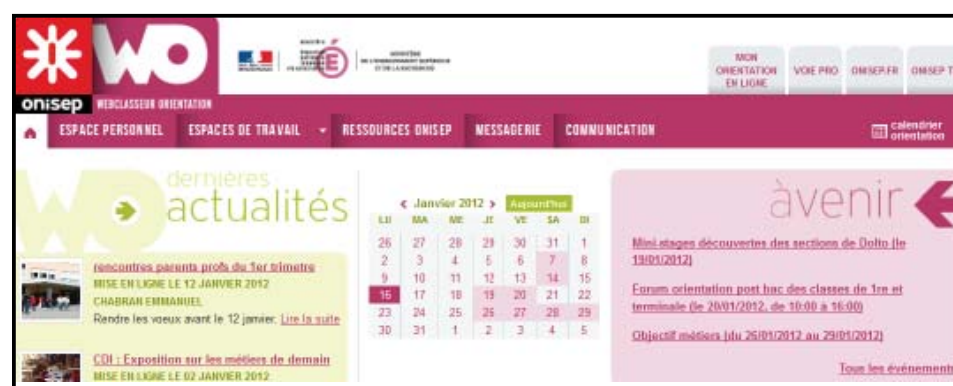 WO
onisep
WEBCLASSEUR ORIENTATION
MON ORIENTATION EN LIGNE
VOIE PRO
ONISEP.FR
ONISEP T
ESPACE PERSONNEL
ESPACES DE TRAVAIL
RESSOURCES ONISEP
MESSAGERIE
COMMUNICATION
calendrier
orientation
WO
dernières
actualités
rencontres parents profs du 1er trimetre
MISE EN LIGNE LE 12 JANVIER 2012
CHABRAN EMMANUEL
Rendre les voeux avant le 12 janvier. Lire la suite
CDI : Exposition sur les métiers de demain
MISE EN LIGNE LE 02 JANVIER 2012
Janvier 2012 Aujourd'hui
LU MA ME JE VE SA DI
26 27 28 29 30 31 1
2 3 4 5 6 7 8
9 10 11 12 13 14 15
16 17 18 19 20 21 22
23 24 25 26 27 28 29
30 31 1 2 3 4 5
àvenir
Mini-stages découvertes des sections de Dolto (le
19/01/2012)
Forum orientation post bac des classes de 1re et
terminale (le 20/01/2012, de 10:00 à 16:00)
Objectif métiers (du 26/01/2012 au 29/01/2012)
Tous les événements